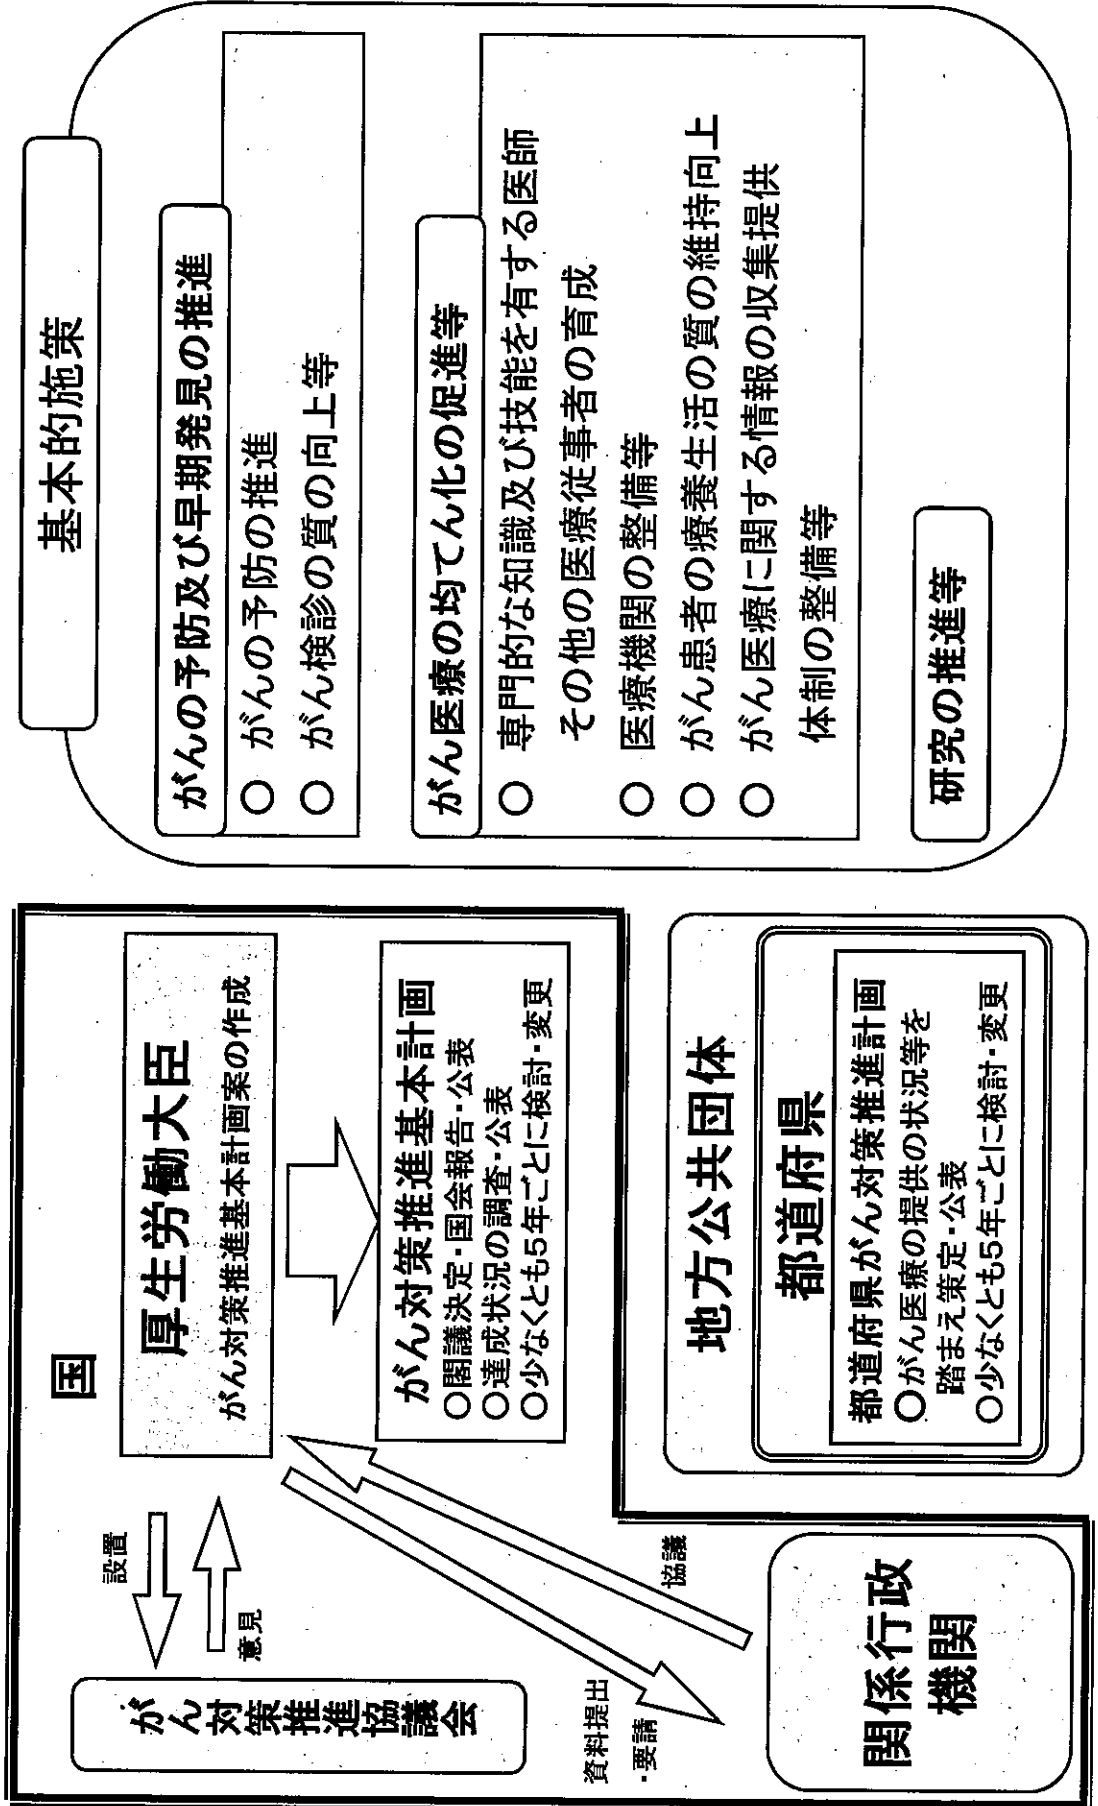 国
厚生労働大臣
がん対策推進基本計画案の作成
設置
意見
がん対策推進協議会
がん対策推進基本計画
○閣議決定・国会報告・公表
○達成状況の調査・公表
○少なくとも5年ごとに検討・変更
協議
資料提出
・要請
関係行政
機関
地方公共団体
都道府県
都道府県がん対策推進計画
○がん医療の提供の状況等を
踏まえ策定・公表
○少なくとも5年ごとに検討・変更
基本的施策
がんの予防及び早期発見の推進
○ がんの予防の推進
○ がん検診の質の向上等
がん医療の均てん化の促進等
○ 専門的な知識及び技能を有する医師
その他の医療従事者の育成
○ 医療機関の整備等
○ がん患者の療養生活の質の維持向上
○ がん医療に関する情報の収集提供
体制の整備等
研究の推進等